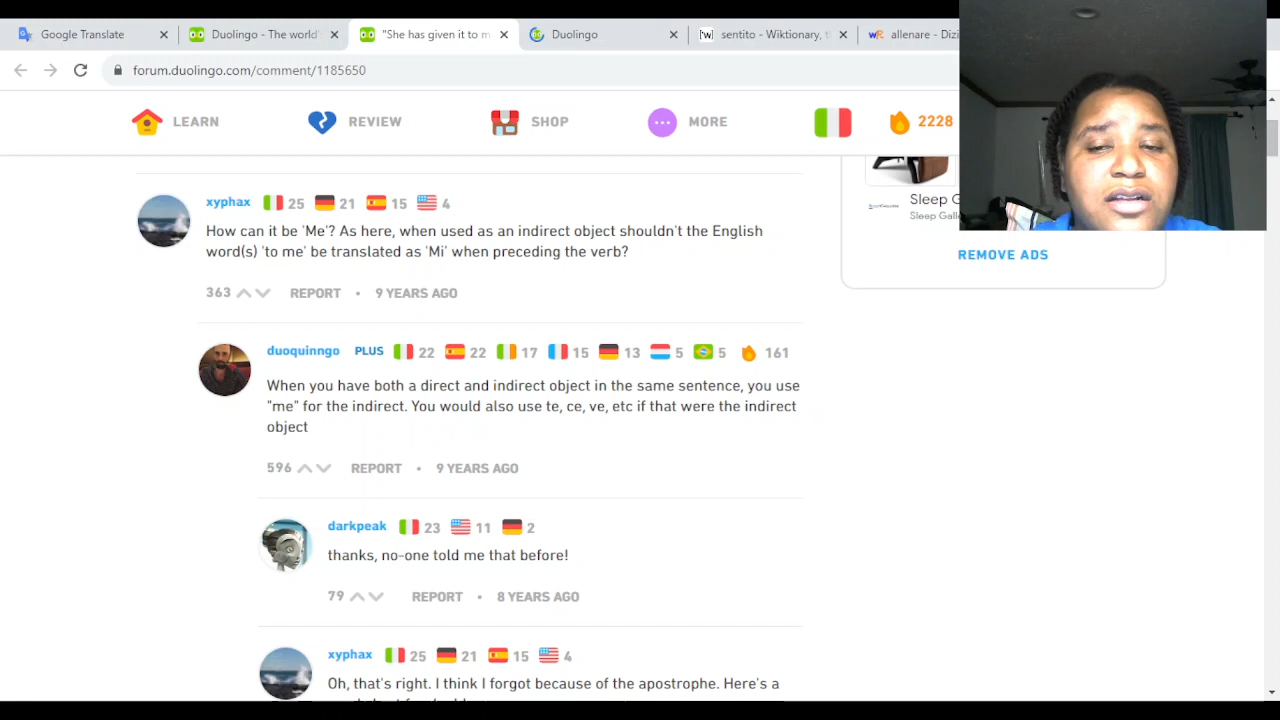 Google Translate
Duolingo - The world'
"She has given it to m
Duolingo
sentito - Wiktionary, t
allenare - Dizi
forum.duolingo.com/comment/1185650
LEARN
REVIEW
SHOP
MORE
2228
xyphax 25 21 15 4
How can it be 'Me'? As here, when used as an indirect object shouldn't the English
word(s) 'to me' be translated as 'Mi' when preceding the verb?
363 REPORT • 9 YEARS AGO
Sleep G
Sleep Galle
REMOVE ADS
duoquinngo PLUS 22 22 17 15 13 5 5 161
When you have both a direct and indirect object in the same sentence, you use
"me" for the indirect. You would also use te, ce, ve, etc if that were the indirect
object
596 REPORT • 9 YEARS AGO
darkpeak 23 11 2
thanks, no-one told me that before!
79 REPORT • 8 YEARS AGO
xyphax 25 21 15 4
Oh, that's right. I think I forgot because of the apostrophe. Here's a